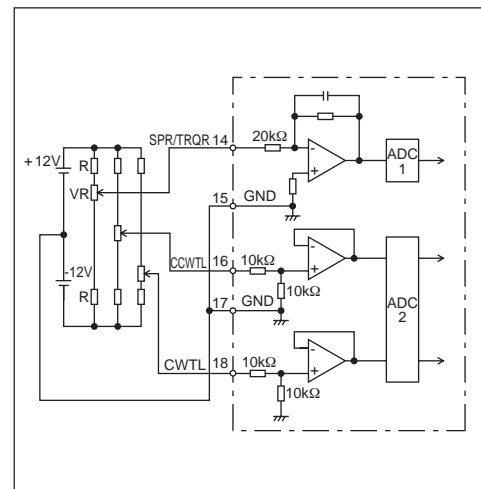 SPR/TRQR 14
20kΩ
ADC
1
+12V
R
VR
15 GND
CCWTL 16
10kΩ
10kΩ
ADC
2
-12V
R
17 GND
CWTL 18
10kΩ
10kΩ
-
+
-
+
-
+